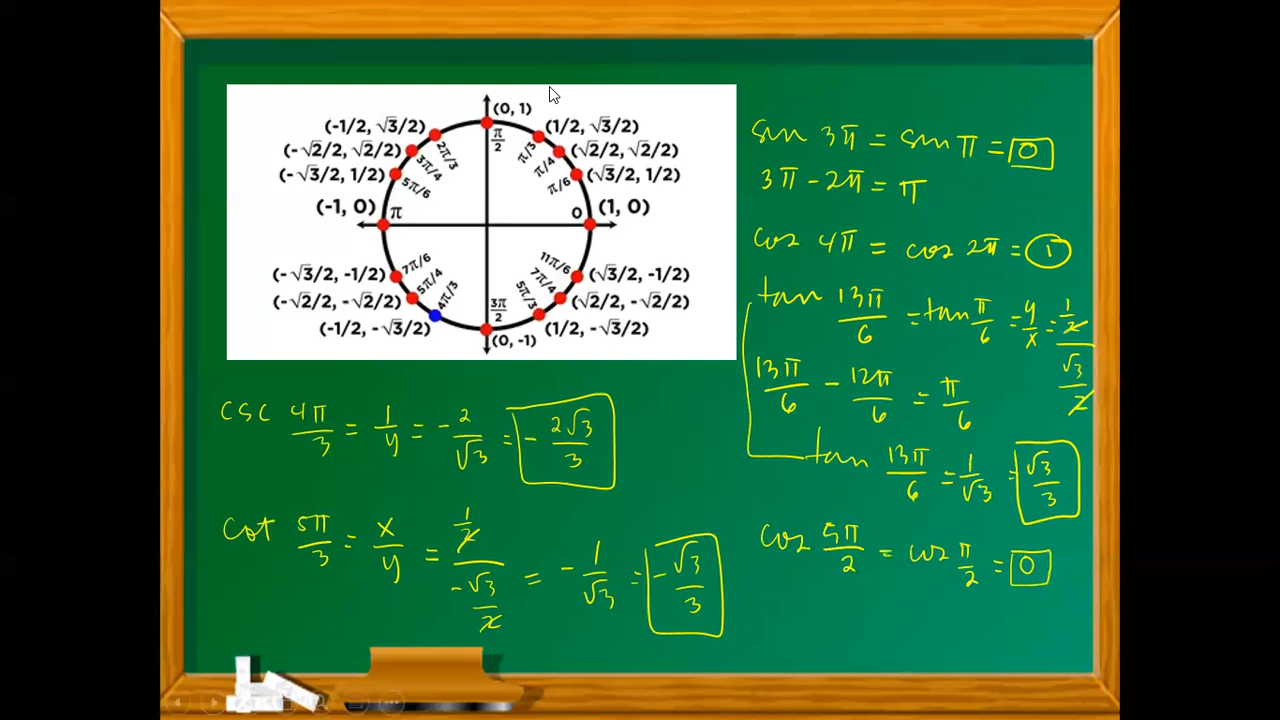 (0, 1)
(-1/2, √3/2)
(1/2, √3/2)
(-√2/2, √2/2)
(√2/2, √2/2)
(-√3/2, 1/2)
(√3/2, 1/2)
(-1, 0)
(1, 0)
π/2
2π/3
π/3
3π/4
π/4
5π/6
π/6
π
0
7π/6
11π/6
5π/4
7π/4
4π/3
5π/3
3π/2
(-√3/2, -1/2)
(√3/2, -1/2)
(-√2/2, -√2/2)
(√2/2, -√2/2)
(-1/2, -√3/2)
(1/2, -√3/2)
(0, -1)
csc 4π/3 = 1/y = -2/√3 = -2√3/3
cot 5π/3 = x/y = (1/2)/(-√3/2) = -1/√3 = -√3/3
sin 3π = sin π = 0
3π - 2π = π
cos 4π = cos 2π = 1
tan 13π/6 = tan π/6 = y/x = (1/2)/(√3/2)
13π/6 - 12π/6 = π/6
tan 13π/6 = 1/√3 = √3/3
cos 5π/2 = cos π/2 = 0